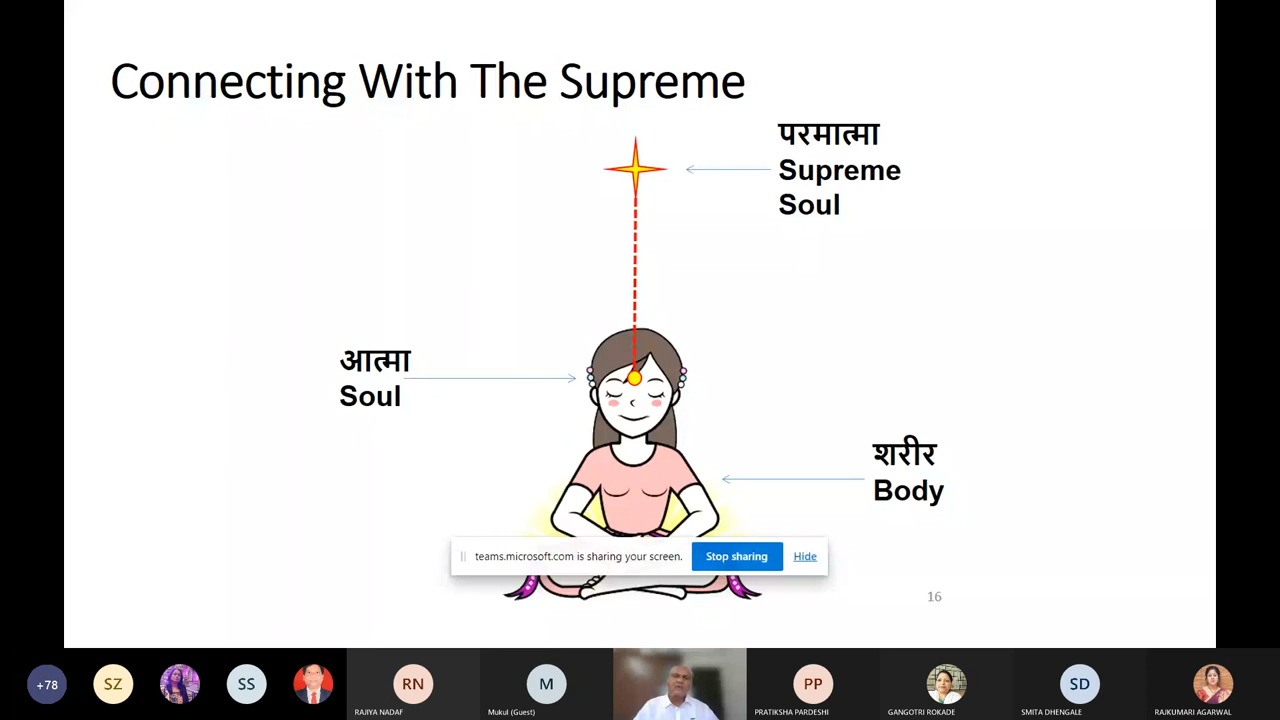 Connecting With The Supreme
परमात्मा
Supreme
Soul
आत्मा
Soul
शरीर
Body
teams.microsoft.com is sharing your screen. Stop sharing Hide
16
+78 SZ SS RN M PP SD
RAJIYA NADAF Mukul (Guest) PRATIKSHA PARDESHI GANGOTRI ROKADE SMITA DHENGALE RAJKUMARI AGARWAL